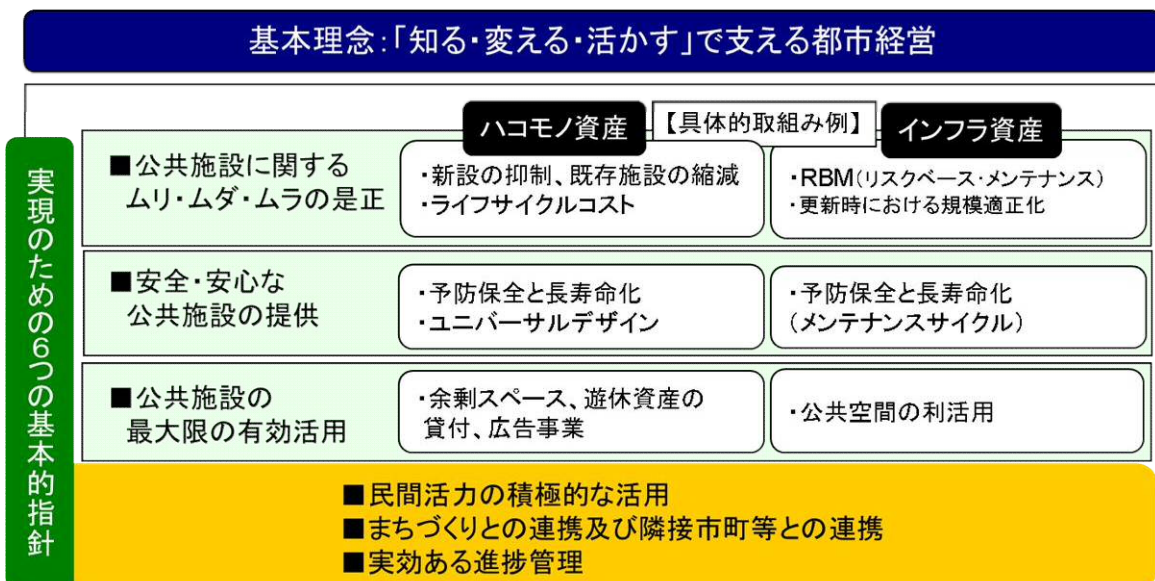 基本理念:「知る・変える・活かす」で支える都市経営
ハコモノ資産
【具体的取組み例】
インフラ資産
実現のための6つの基本的指針
■公共施設に関する
ムリ・ムダ・ムラの是正
・新設の抑制、既存施設の縮減
・ライフサイクルコスト
・RBM(リスクベース・メンテナンス)
・更新時における規模適正化
■安全・安心な
公共施設の提供
・予防保全と長寿命化
・ユニバーサルデザイン
・予防保全と長寿命化
(メンテナンスサイクル)
■公共施設の
最大限の有効活用
・余剰スペース、遊休資産の
貸付、広告事業
・公共空間の利活用
■民間活力の積極的な活用
■まちづくりとの連携及び隣接市町等との連携
■実効ある進捗管理